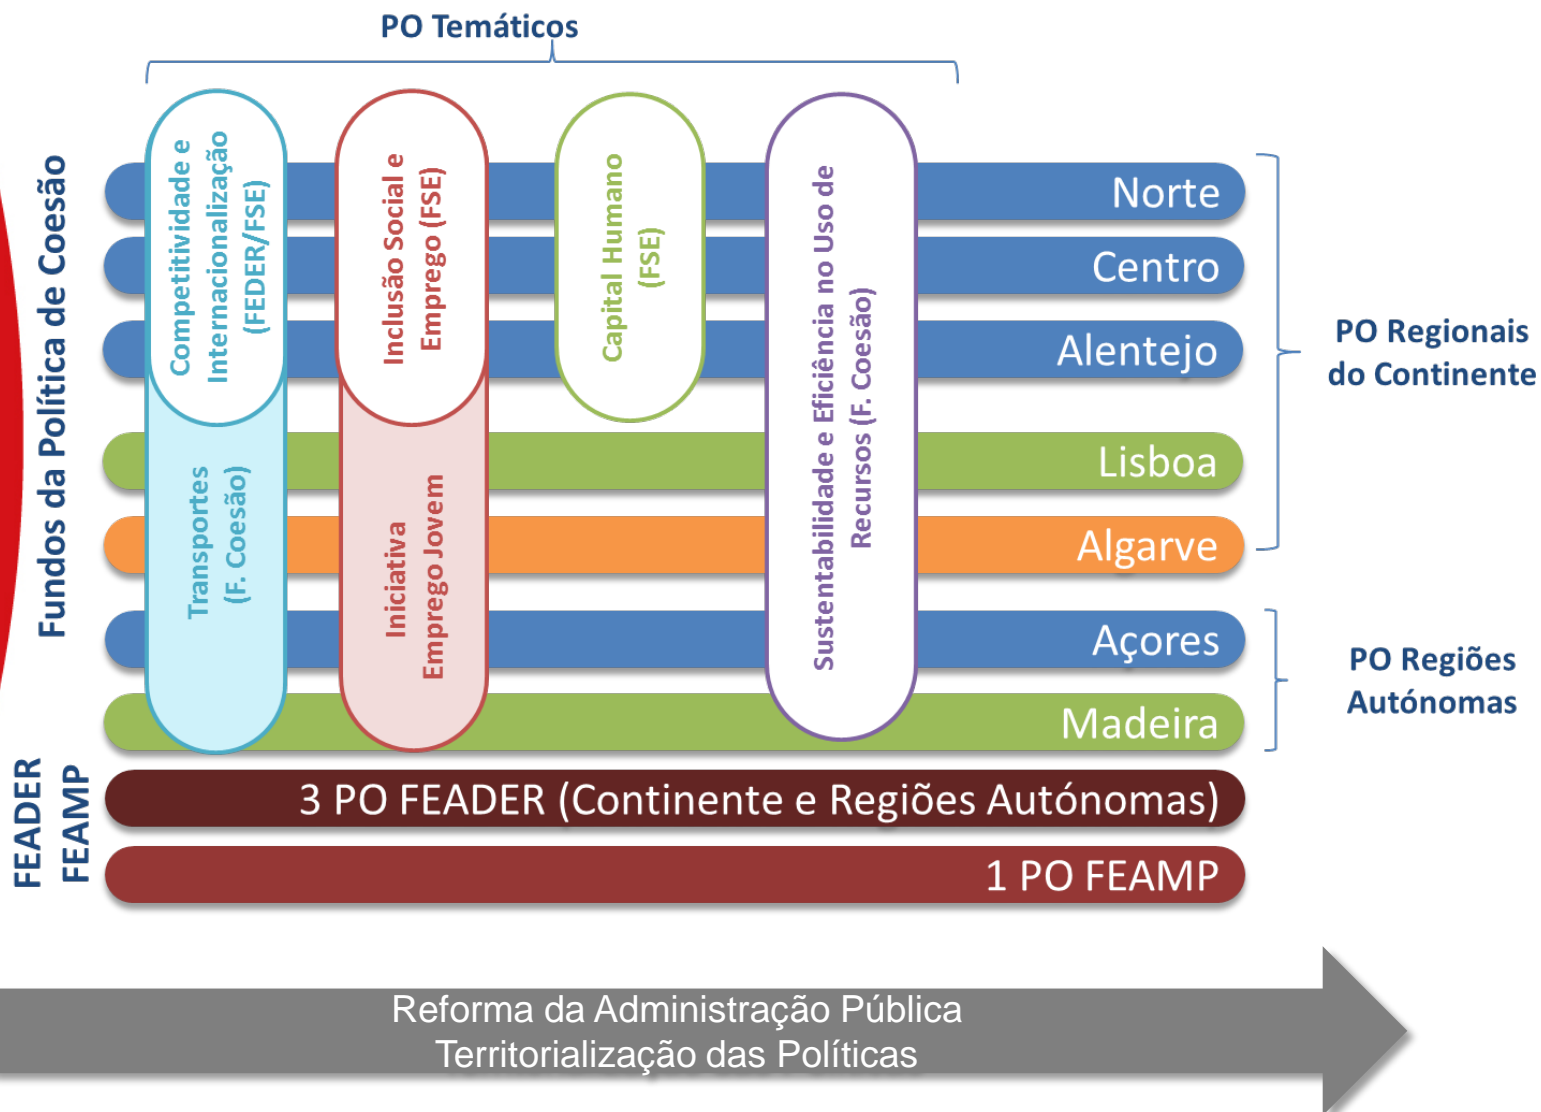 PO Temáticos
Fundos da Política de Coesão
Competitividade e
Internacionalização
(FEDER/FSE)
Transportes
(F. Coesão)
Inclusão Social e
Emprego (FSE)
Iniciativa
Emprego Jovem
Capital Humano
(FSE)
Sustentabilidade e Eficiência no Uso de
Recursos (F. Coesão)
Norte
Centro
Alentejo
Lisboa
Algarve
Açores
Madeira
PO Regionais
do Continente
PO Regiões
Autónomas
FEADER
FEAMP
3 PO FEADER (Continente e Regiões Autónomas)
1 PO FEAMP
Reforma da Administração Pública
Territorialização das Políticas